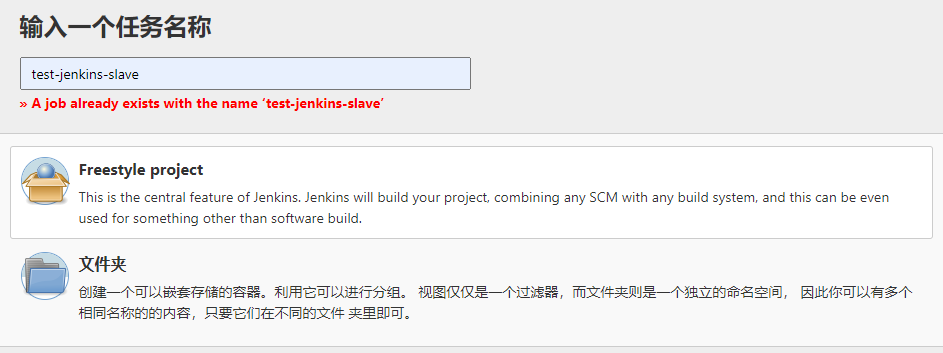 输入一个任务名称
test-jenkins-slave
» A job already exists with the name ‘test-jenkins-slave’
Freestyle project
This is the central feature of Jenkins. Jenkins will build your project, combining any SCM with any build system, and this can be even
used for something other than software build.
文件夹
创建一个可以嵌套存储的容器。利用它可以进行分组。 视图仅仅是一个过滤器，而文件夹则是一个独立的命名空间， 因此你可以有多个
相同名称的的内容，只要它们在不同的文件 夹里即可。